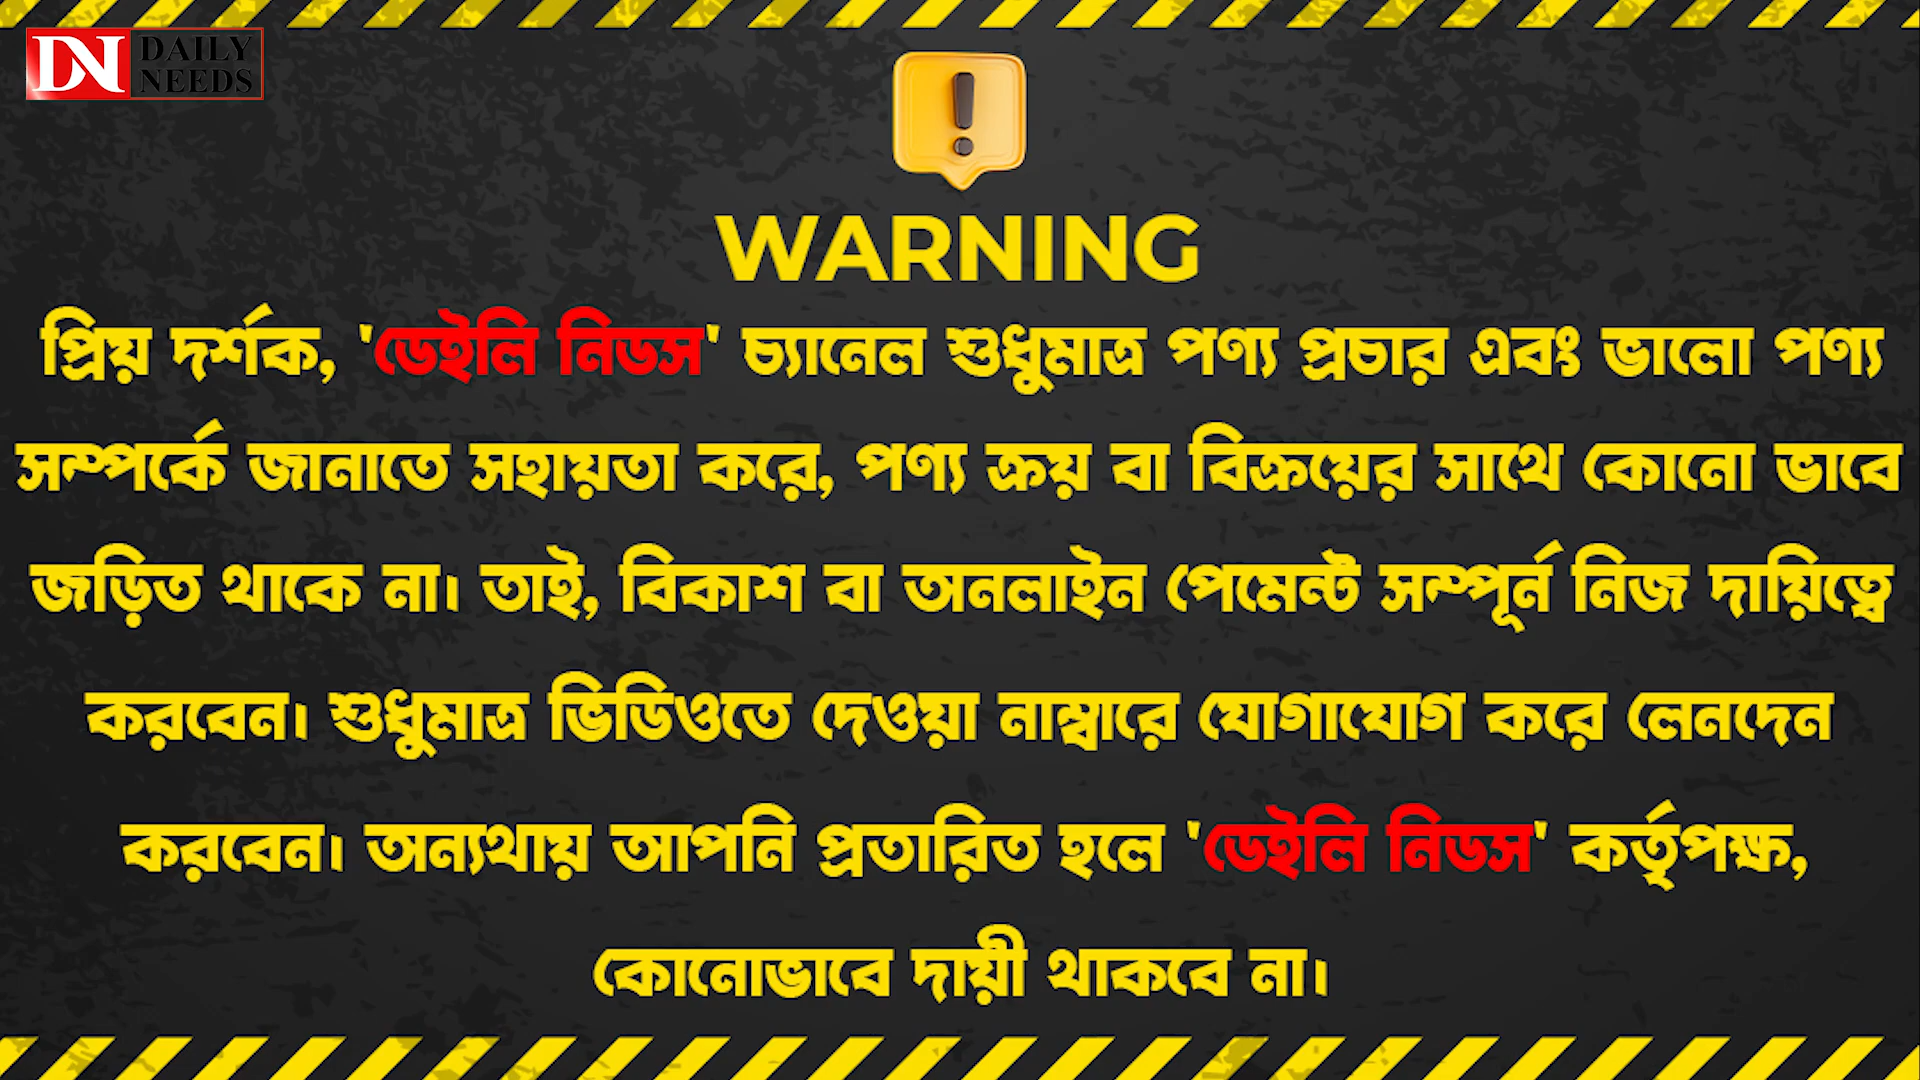 DN DAILY
NEEDS
WARNING
প্রিয় দর্শক, 'ডেইলি নিডস' চ্যানেল শুধুমাত্র পণ্য প্রচার এবং ভালো পণ্য
সম্পর্কে জানাতে সহায়তা করে, পণ্য ক্রয় বা বিক্রয়ের সাথে কোনো ভাবে
জড়িত থাকে না। তাই, বিকাশ বা অনলাইন পেমেন্ট সম্পূর্ন নিজ দায়িত্বে
করবেন। শুধুমাত্র ভিডিওতে দেওয়া নাম্বারে যোগাযোগ করে লেনদেন
করবেন। অন্যথায় আপনি প্রতারিত হলে 'ডেইলি নিডস' কর্তৃপক্ষ,
কোনোভাবে দায়ী থাকবে না।